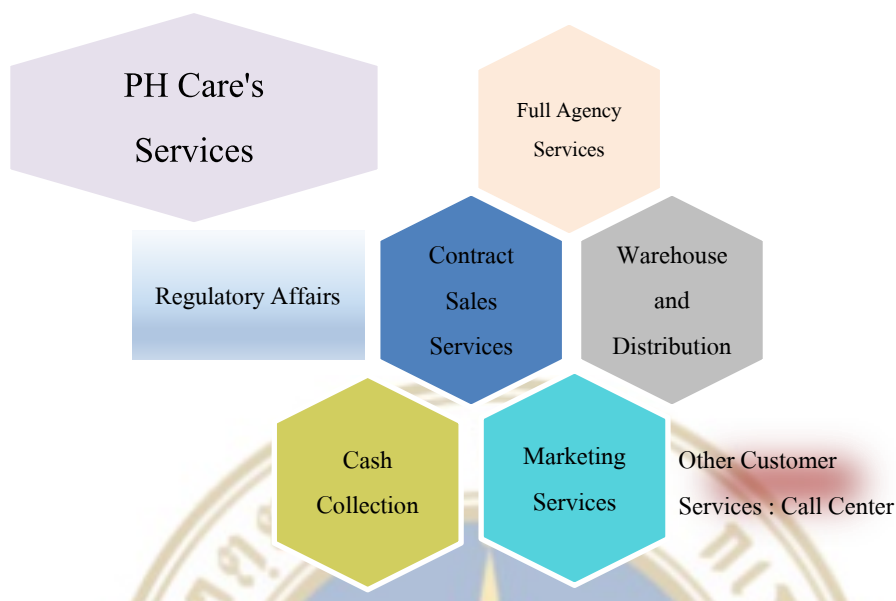 PH Care's
Services
Full Agency
Services
Regulatory Affairs
Contract
Sales
Services
Warehouse
and
Distribution
Cash
Collection
Marketing
Services
Other Customer
Services : Call Center